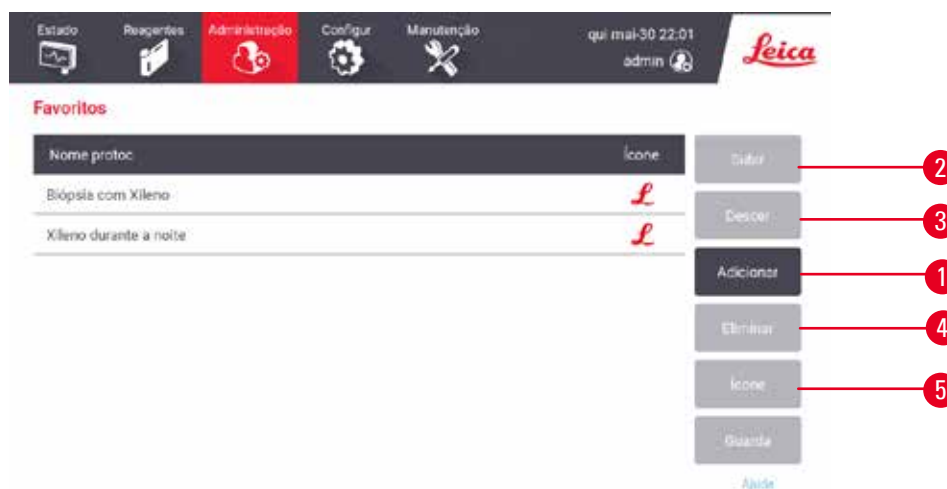 Estado Reagentes Administração Configur Manutenção qui mai-30 22:01
admin
Leica
Favoritos
Nome protoc Ícone
Subir
2
Biópsia com Xileno L
Descer
3
Xileno durante a noite L
Adicionar
1
Eliminar
4
Ícone
5
Guarda
Ajuda